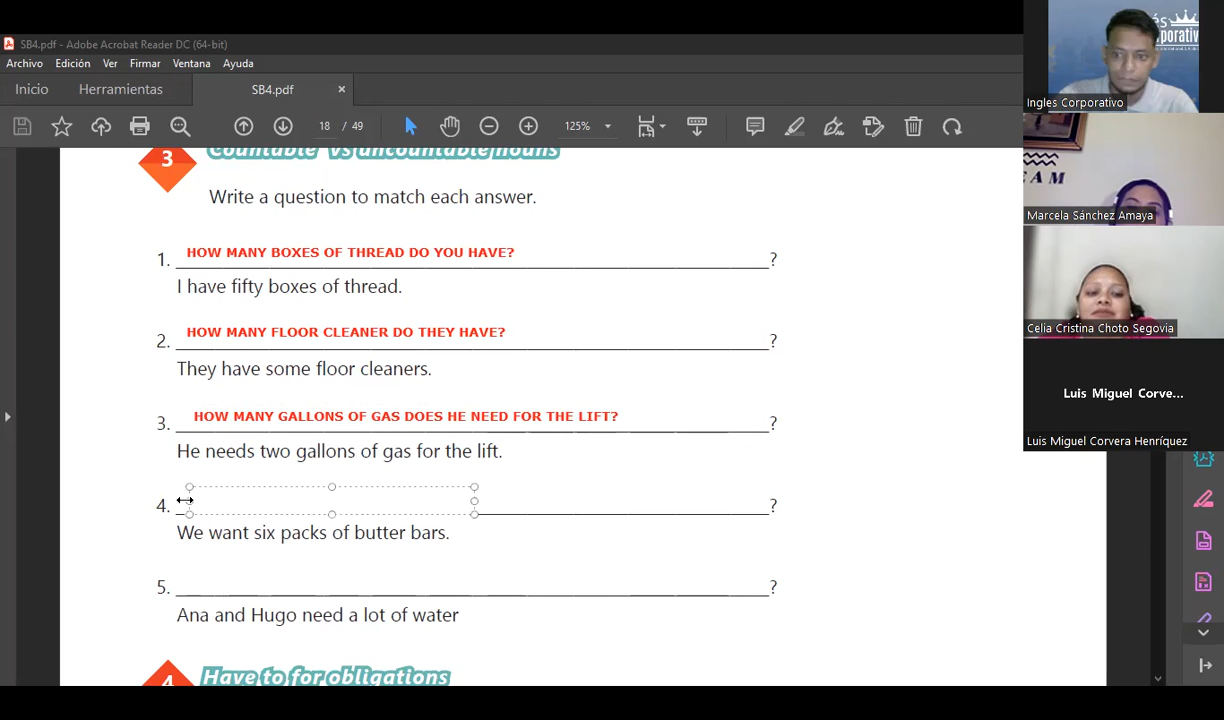 SB4.pdf - Adobe Acrobat Reader DC (64-bit)
Archivo Edición Ver Firmar Ventana Ayuda
Inicio Herramientas SB4.pdf ×
18 / 49 125%
3 Countable vs uncountable nouns
Write a question to match each answer.
1. HOW MANY BOXES OF THREAD DO YOU HAVE? ?
I have fifty boxes of thread.
2. HOW MANY FLOOR CLEANER DO THEY HAVE? ?
They have some floor cleaners.
3. HOW MANY GALLONS OF GAS DOES HE NEED FOR THE LIFT? ?
He needs two gallons of gas for the lift.
4. ?
We want six packs of butter bars.
5. ?
Ana and Hugo need a lot of water
4 Have to for obligations
és
porativo
Ingles Corporativo
EAM
Marcela Sánchez Amaya
Celia Cristina Choto Segovia
Luis Miguel Corve...
Luis Miguel Corvera Henríquez